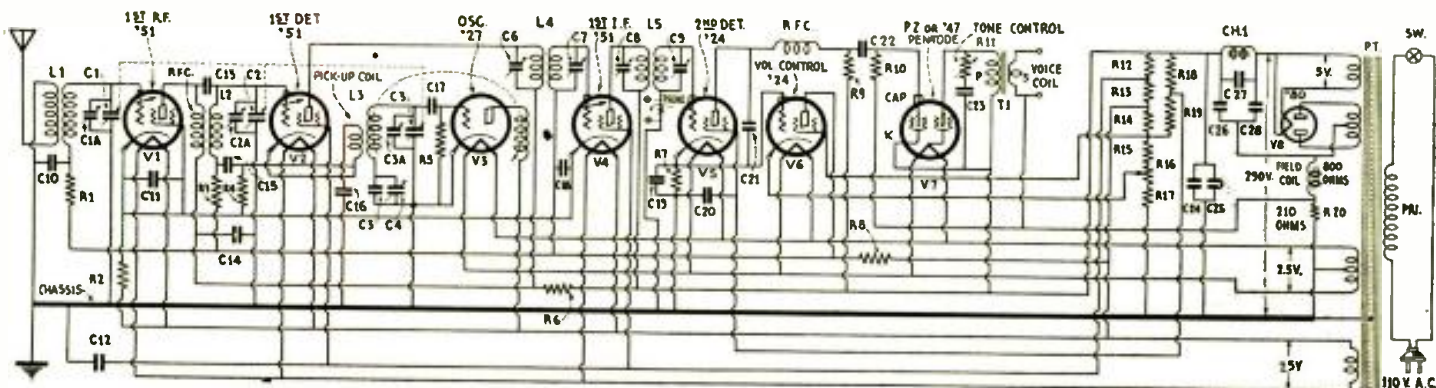 1ST R.F.
'51
1ST DET.
'51
OSC.
'27
L4
1ST I.F.
'51
L5
2ND DET.
'24
R.F.C.
VOL CONTROL
'24
C22
PZ or '47
PENTODE
TONE CONTROL
R11
CH.1
PT.
SW.
L1
C1
RFC.
C15
C2
L2
PICK-UP COIL
L3
C17
C6
C7
C8
C9
PHONO
R9
R10
CAP
P
C23
T1
VOICE
COIL
R12
R18
R13
R14
R19
C27
C26
C28
5V.
'80
V8
C1A
C2A
C3A
R5
V1
V2
V3
V4
V5
V6
K
V7
R7
C21
R15
R16
R17
290V.
FIELD
COIL
800
OHMS
C10
R1
C11
C15
C16
C3
C4
C19
C20
C25
210
OHMS
R20
PRI.
C14
R8
R2
2.5V.
CHASSIS
R6
C12
2.5V
110 V. A.C.